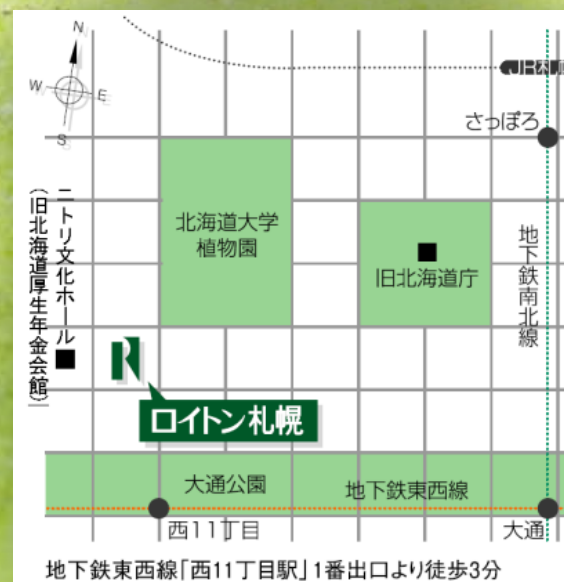 N
W
E
S
JR札
さっぽろ
北海道大学
植物園
旧北海道庁
地下鉄南北線
ニトリ文化ホール
(旧北海道厚生年金会館)
R
ロイトン札幌
大通公園
地下鉄東西線
西11丁目
大通
地下鉄東西線「西11丁目駅」1番出口より徒歩3分